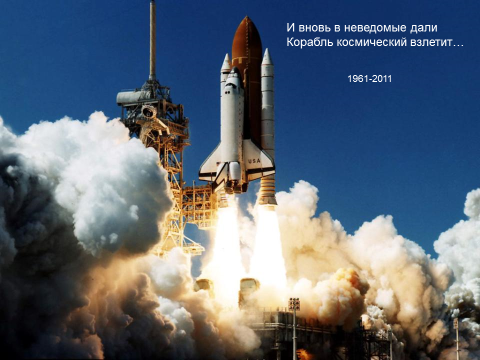 И вновь в неведомые дали
Корабль космический взлетит…
1961-2011
USA